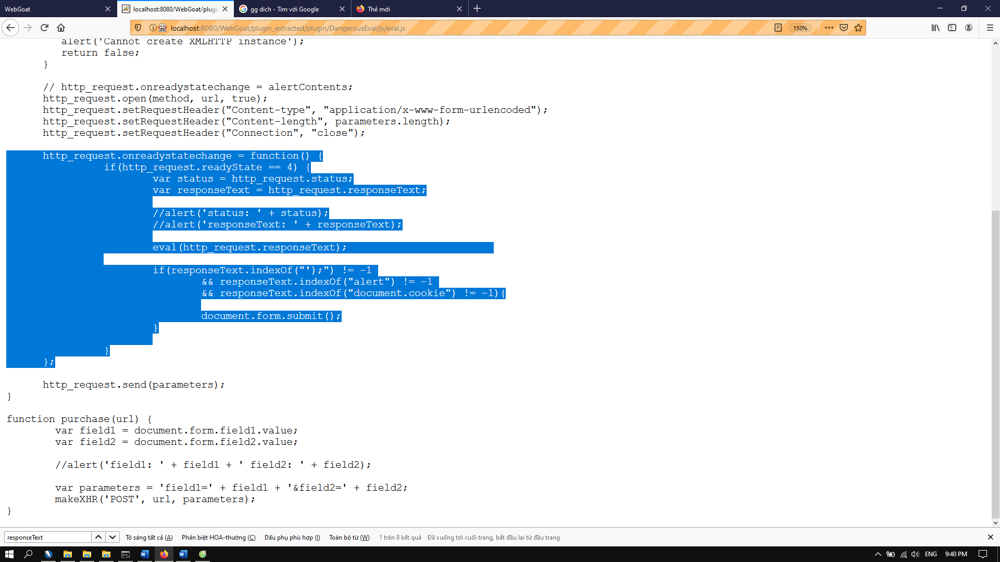 WebGoat
localhost:8080/WebGoat/plugin
gg dich - Tìm với Google
Thẻ mới
localhost:8080/WebGoat/plugin_extracted/plugin/DangerousEval/js/eval.js
150%
alert('Cannot create XMLHTTP instance');
return false;
}
// http_request.onreadystatechange = alertContents;
http_request.open(method, url, true);
http_request.setRequestHeader("Content-type", "application/x-www-form-urlencoded");
http_request.setRequestHeader("Content-length", parameters.length);
http_request.setRequestHeader("Connection", "close");
http_request.onreadystatechange = function() {
if(http_request.readyState == 4) {
var status = http_request.status;
var responseText = http_request.responseText;
//alert('status: ' + status);
//alert('responseText: ' + responseText);
eval(http_request.responseText);
if(responseText.indexOf("');") != -1
&& responseText.indexOf("alert") != -1
&& responseText.indexOf("document.cookie") != -1){
document.form.submit();
}
}
};
http_request.send(parameters);
}
function purchase(url) {
var field1 = document.form.field1.value;
var field2 = document.form.field2.value;
//alert('field1: ' + field1 + ' field2: ' + field2);
var parameters = 'field1=' + field1 + '&field2=' + field2;
makeXHR('POST', url, parameters);
}
responseText
Tô sáng tất cả (A)
Phân biệt HOA-thường (C)
Dấu phụ phù hợp (I)
Toàn bộ từ (W)
1 trên 8 kết quả
Đã xuống tới cuối trang, bắt đầu lại từ đầu trang
ENG
9:40 PM